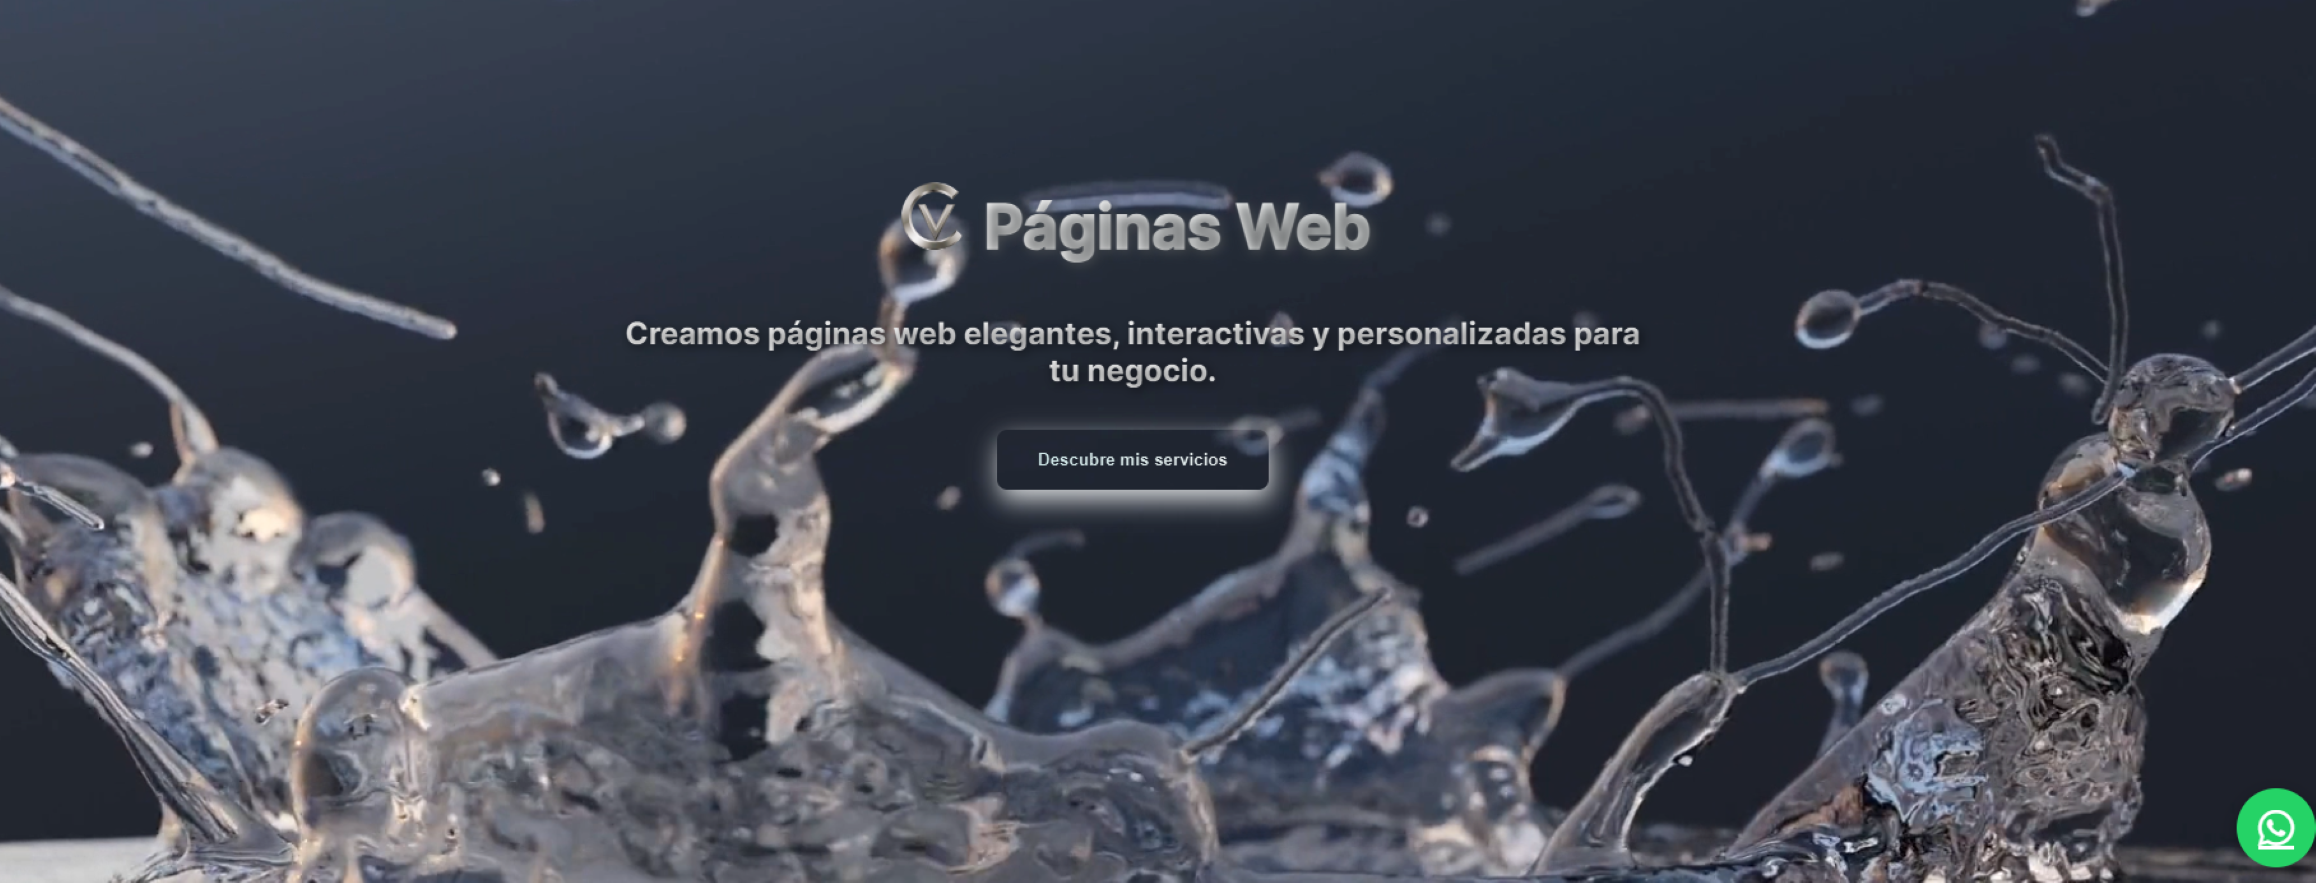 CV Páginas Web
Creamos páginas web elegantes, interactivas y personalizadas para
tu negocio.
Descubre mis servicios